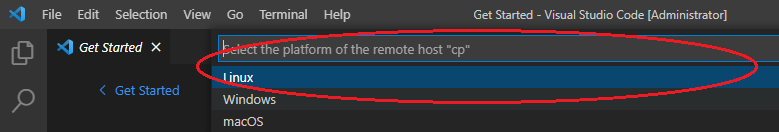 File Edit Selection View Go Terminal Help Get Started - Visual Studio Code [Administrator]
Get Started
Select the platform of the remote host "cp"
Get Started
Linux
Windows
macOS